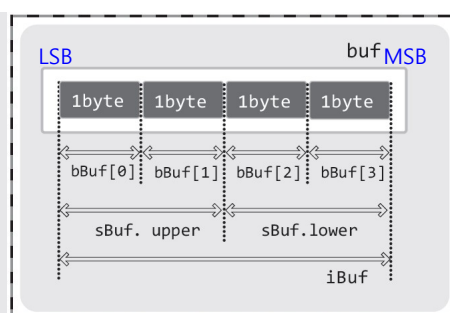 LSB buf MSB
1byte 1byte 1byte 1byte
bBuf[0] bBuf[1] bBuf[2] bBuf[3]
sBuf. upper sBuf.lower
iBuf